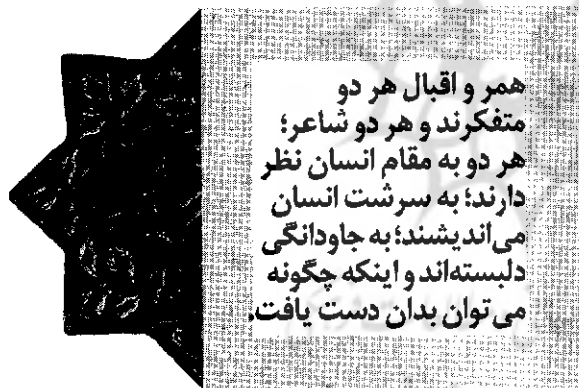 همر و اقبال هر دو
متفکرند و هر دو شاعر؛
هر دو به مقام انسان نظر
دارند؛ به سرشت انسان
می‌اندیشند؛ به جاودانگی
دلبسته‌اند و اینکه چگونه
می‌توان بدان دست یافت.